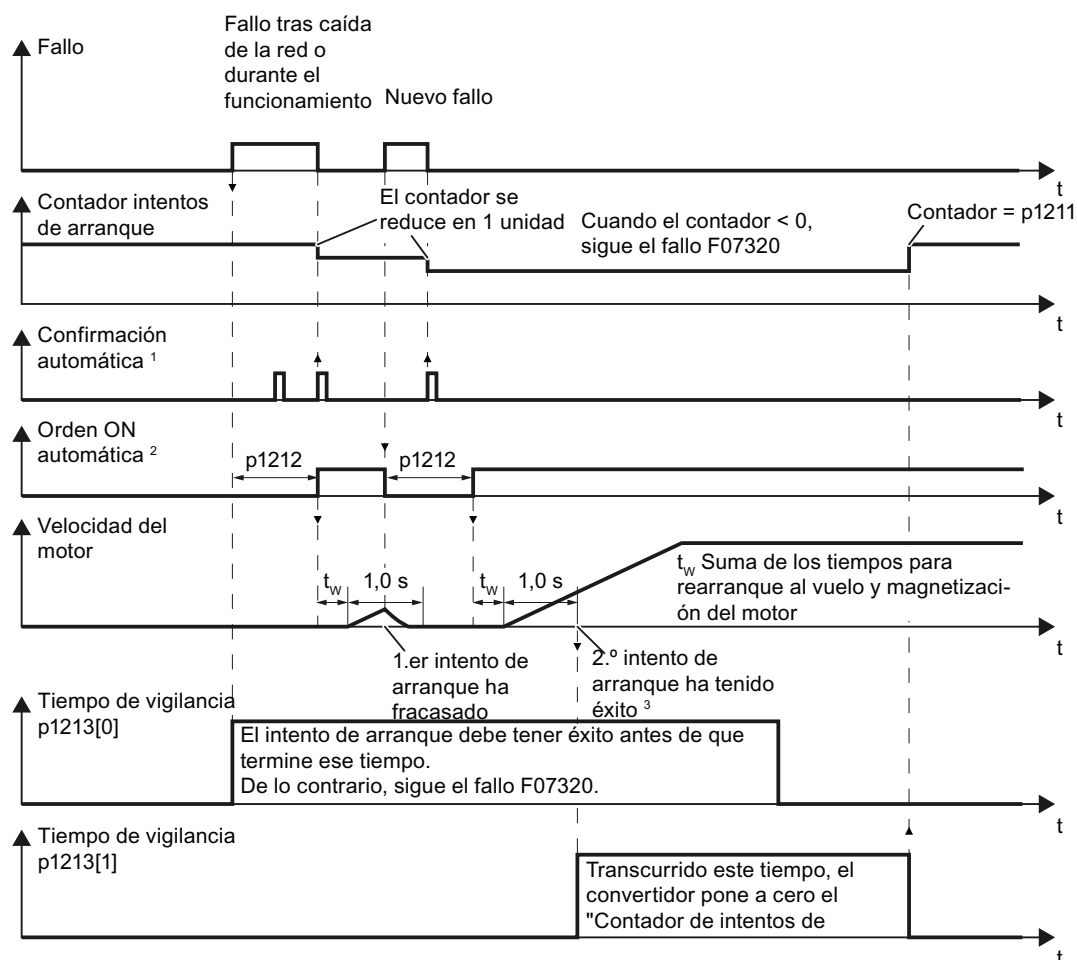 Fallo
Fallo tras caída
de la red o
durante el
funcionamiento
Nuevo fallo
t
Contador intentos
de arranque
El contador se
reduce en 1 unidad
Cuando el contador < 0,
sigue el fallo F07320
Contador = p1211
t
Confirmación
automática ¹
t
Orden ON
automática ²
p1212
p1212
t
Velocidad del
motor
t_W
1,0 s
t_W
1,0 s
t_W Suma de los tiempos para
rearranque al vuelo y magnetizaci-
ón del motor
t
1.er intento de
arranque ha
fracasado
2.º intento de
arranque ha tenido
éxito ³
Tiempo de vigilancia
p1213[0]
El intento de arranque debe tener éxito antes de que
termine ese tiempo.
De lo contrario, sigue el fallo F07320.
t
Tiempo de vigilancia
p1213[1]
Transcurrido este tiempo, el
convertidor pone a cero el
"Contador de intentos de
t